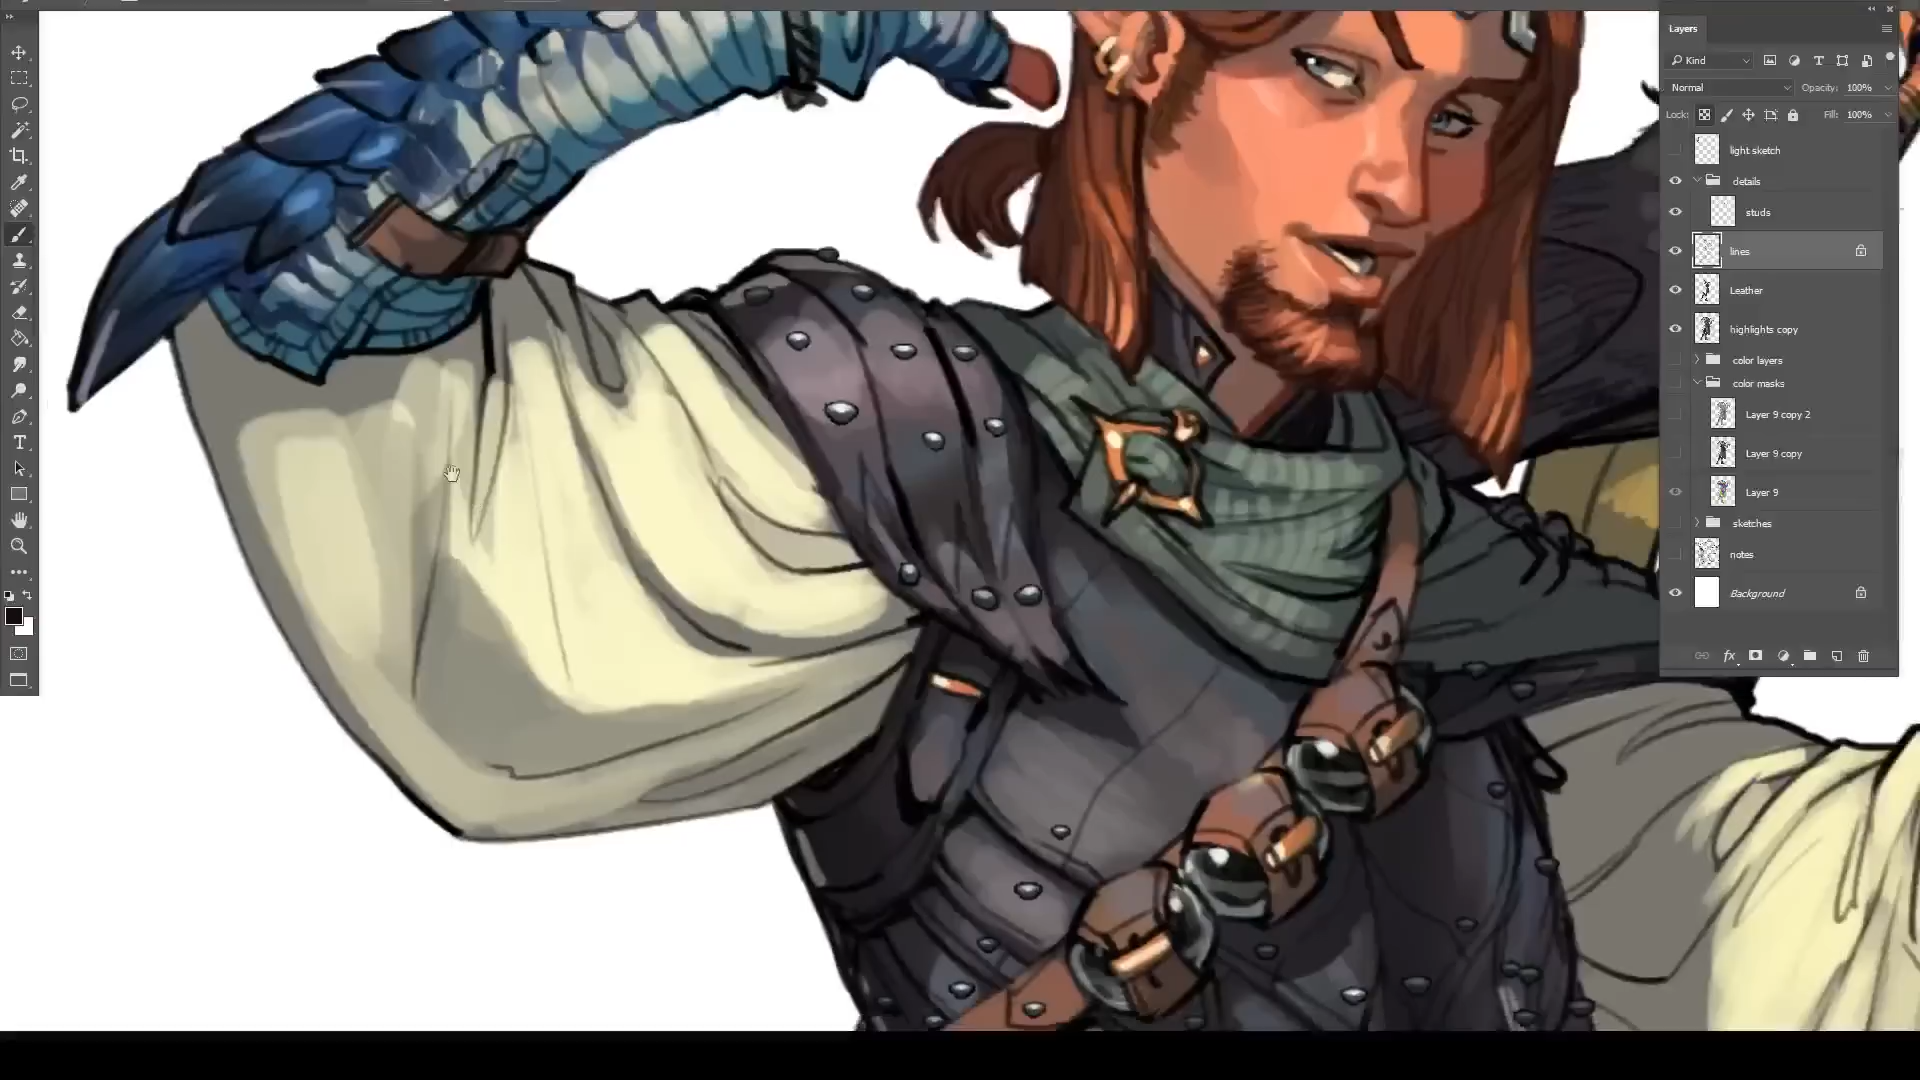 Layers
Kind
Normal Opacity: 100%
Lock: Fill: 100%
light sketch
details
studs
lines
Leather
highlights copy
color layers
color masks
Layer 9 copy 2
Layer 9 copy
Layer 9
sketches
notes
Background
fx